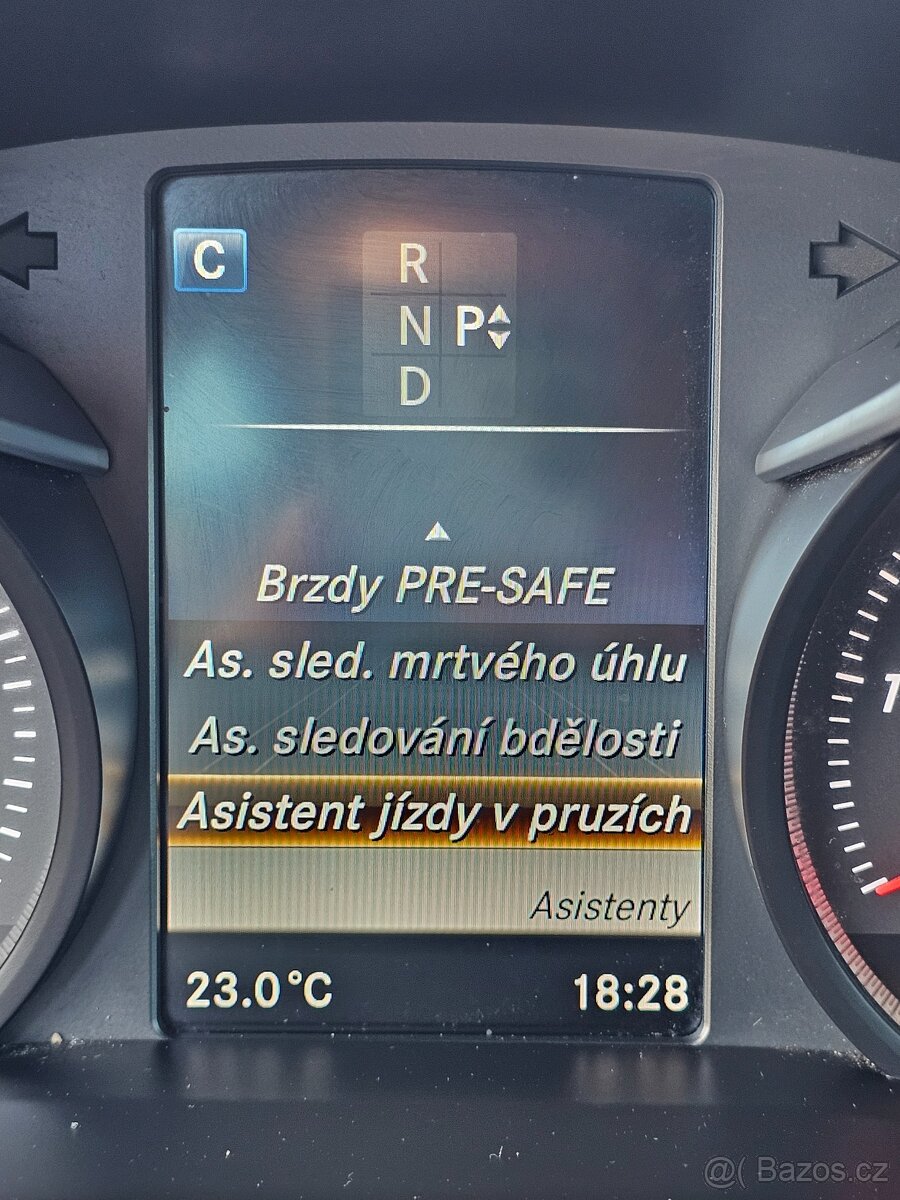 C
R
N P
D
Brzdy PRE-SAFE
As. sled. mrtvého úhlu
As. sledování bdělosti
Asistent jízdy v pruzích
Asistenty
23.0°C 18:28
1
@( Bazos.cz